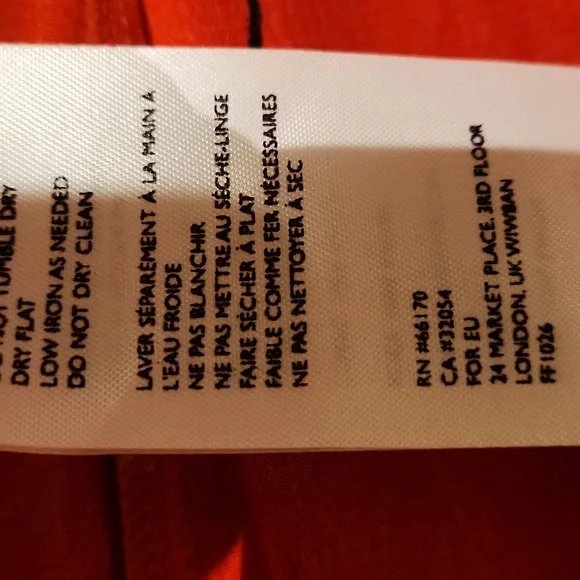 TUMBLE DRY
DRY FLAT
LOW IRON AS NEEDED
DO NOT DRY CLEAN
LAVER SÉPARÉMENT À LA MAIN A
L'EAU FROIDE
NE PAS BLANCHIR
NE PAS METTRE AU SÈCHE-LINGE
FAIRE SÉCHER À PLAT
FAIBLE COMME FER NÉCESSAIRES
NE PAS NETTOYER À SEC
RN #66170
CA #32054
FOR EU
24 MARKET PLACE, 3RD FLOOR
LONDON, UK W1W8AN
FF1026